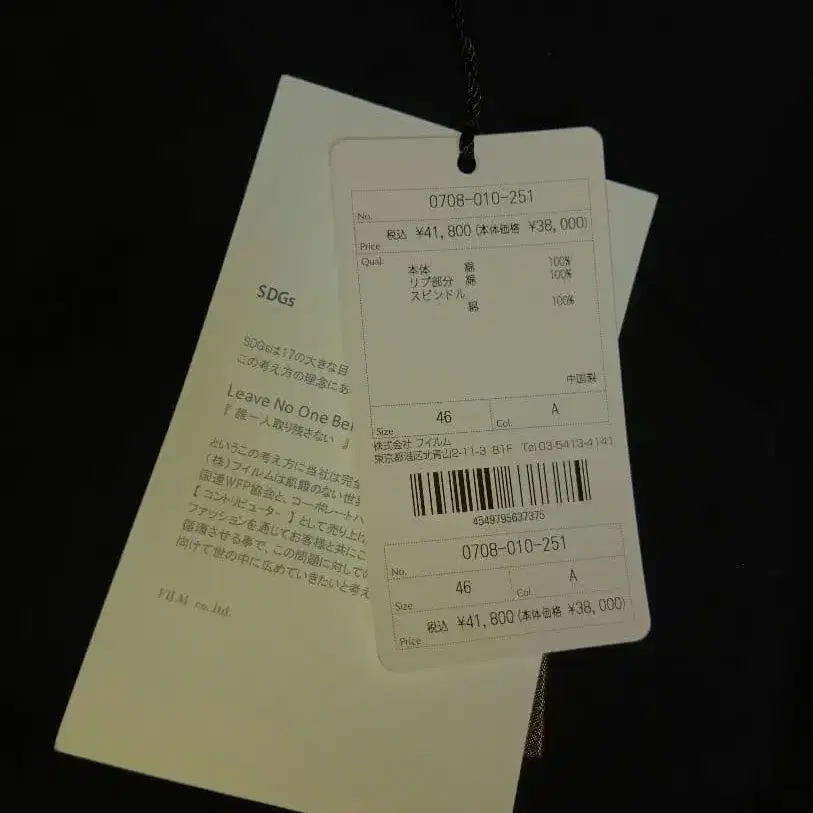 SDGs
SDGsは17の大きな目
この考え方の理念にあ
Leave No One Be
『 誰一人取り残さない 』
というこの考え方に当社は完全
(株)フイルムは飢餓のない世界
国連WFP協会と、コーポレート
【 コントリビューター 】として売り上げ
ファッションを通じてお客様と共にこ
循環させる事で、この問題に対しての
向けて世の中に広めていきたいと考え
FILM co.,ltd.
No. 0708-010-251
Price 税込 ¥41,800 (本体価格 ¥38,000)
Qual.
本体 綿 100%
リブ部分 綿 100%
スピンドル
綿 100%
中国製
Size 46 Col. A
株式会社 フイルム
東京都港区北青山2-11-3 B1F Tel 03-5413-4141
4549795637375
No. 0708-010-251
Size 46 Col. A
Price 税込 ¥41,800 (本体価格 ¥38,000)